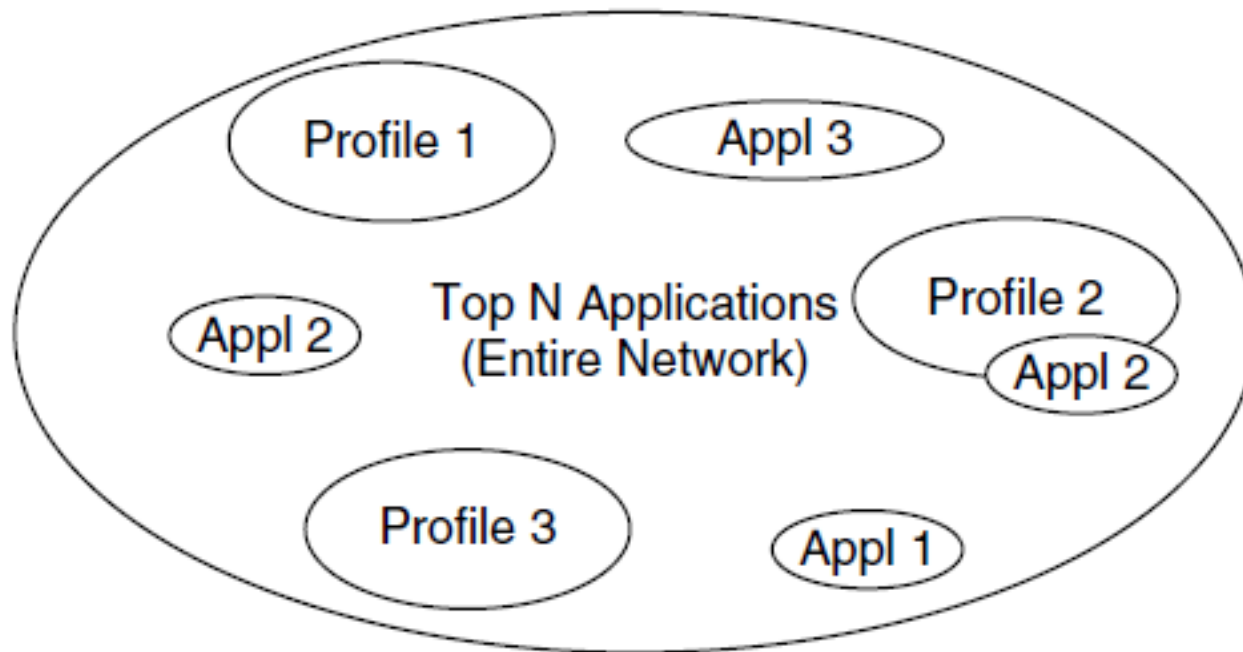 Profile 1
Appl 3
Profile 2
Appl 2
Top N Applications
(Entire Network)
Appl 2
Profile 3
Appl 1